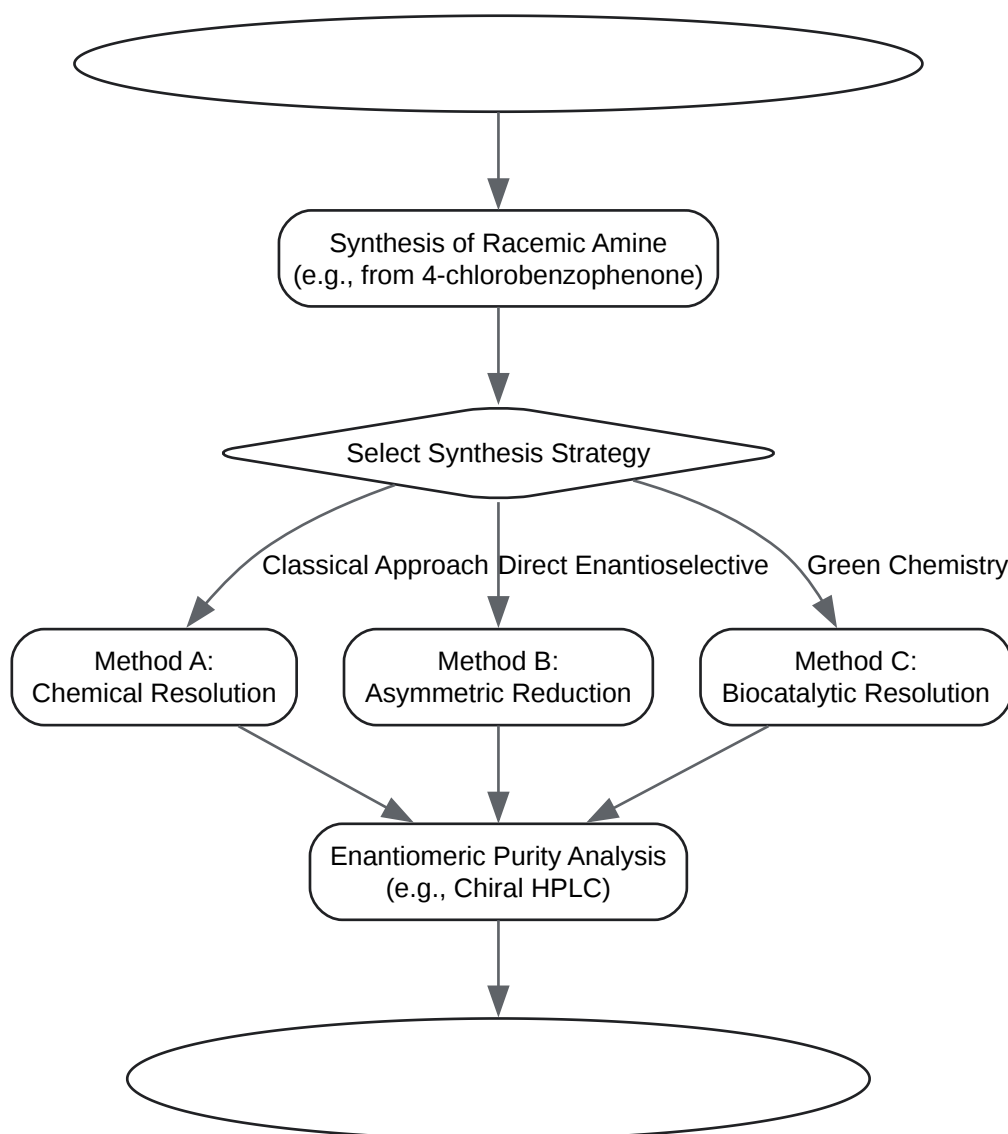 Synthesis of Racemic Amine
(e.g., from 4-chlorobenzophenone)
Select Synthesis Strategy
Classical Approach
Direct Enantioselective
Green Chemistry
Method A:
Chemical Resolution
Method B:
Asymmetric Reduction
Method C:
Biocatalytic Resolution
Enantiomeric Purity Analysis
(e.g., Chiral HPLC)